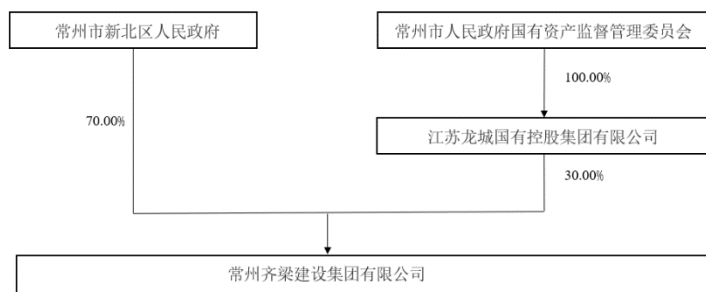 常州市新北区人民政府
常州市人民政府国有资产监督管理委员会
100.00%
70.00%
江苏龙城国有控股集团有限公司
30.00%
常州齐梁建设集团有限公司